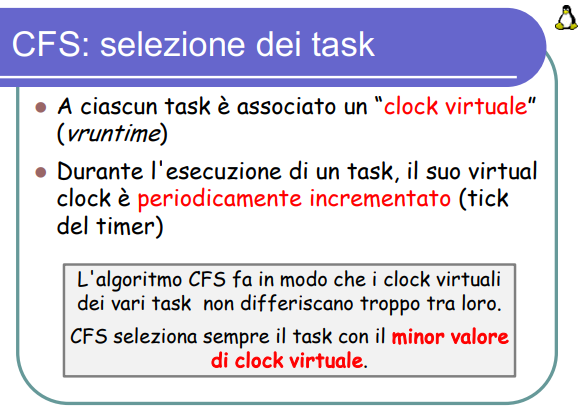 CFS: selezione dei task
A ciascun task è associato un “clock virtuale”
(vruntime)
Durante l'esecuzione di un task, il suo virtual
clock è periodicamente incrementato (tick
del timer)
L'algoritmo CFS fa in modo che i clock virtuali
dei vari task non differiscano troppo tra loro.
CFS seleziona sempre il task con il minor valore
di clock virtuale.